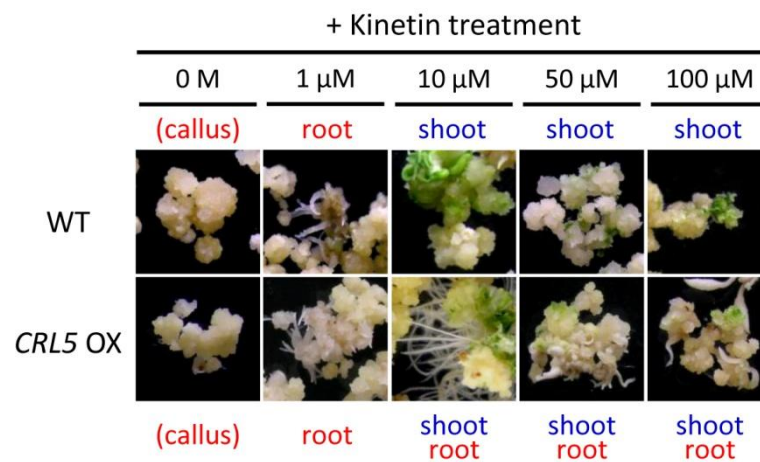 + Kinetin treatment
0 M 1 µM 10 µM 50 µM 100 µM
(callus) root shoot shoot shoot
WT
CRL5 OX
(callus) root shoot shoot shoot
root root root